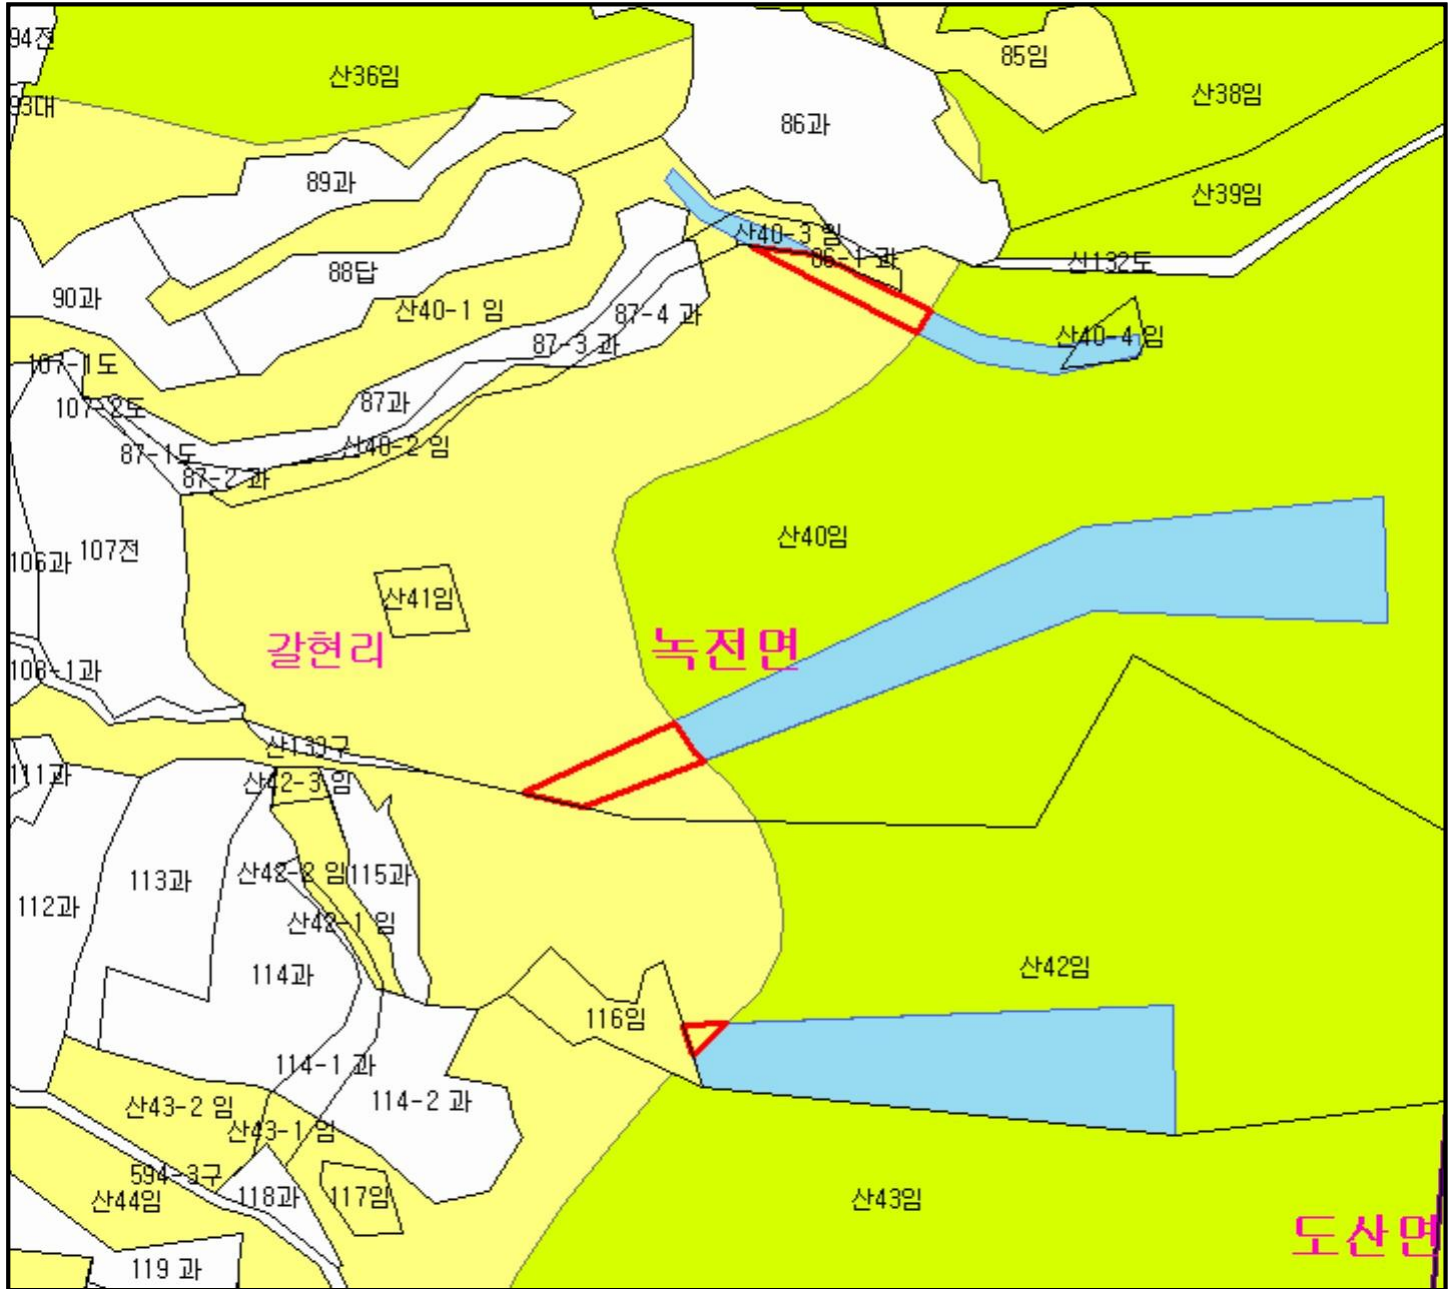 94전
산36임
85임
93대
산38임
86과
89과
산39임
산40-3 임
86-1 과
산132도
88답
90과
산40-1 임
87-4 과
산40-4 임
87-3 과
107-1도
87과
107-2도
산40-2 임
87-1도
87-2 과
산40임
107전
106과
산41임
갈현리
녹전면
108-1과
산133구
111과
산42-3 임
산42-2 임
115과
113과
112과
산42-1 임
산42임
114과
116임
114-1 과
114-2 과
산43-2 임
산43-1 임
594-3구
산44임
118과
117임
산43임
도산면
119 과